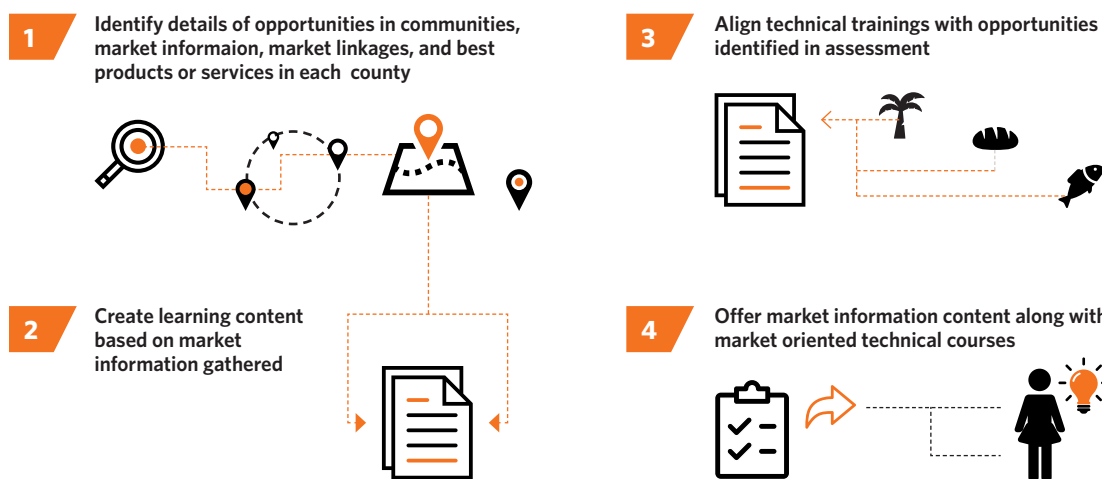 1
Identify details of opportunities in communities,
market informaion, market linkages, and best
products or services in each county
2
Create learning content
based on market
information gathered
3
Align technical trainings with opportunities
identified in assessment
4
Offer market information content along with
market oriented technical courses